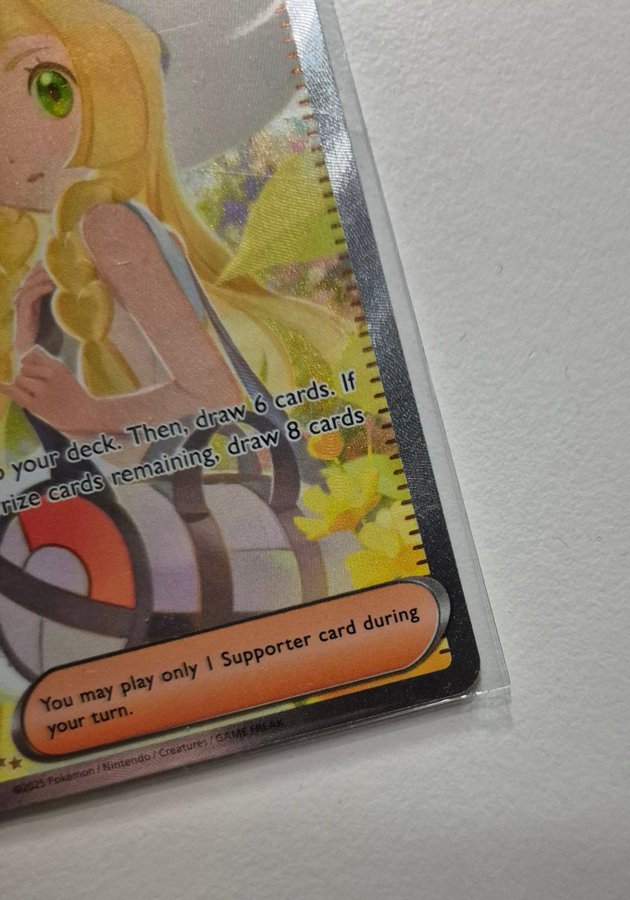 your deck. Then, draw 6 cards. If
rize cards remaining, draw 8 cards
You may play only 1 Supporter card during
your turn.
©2025 Pokémon / Nintendo / Creatures / GAME FREAK